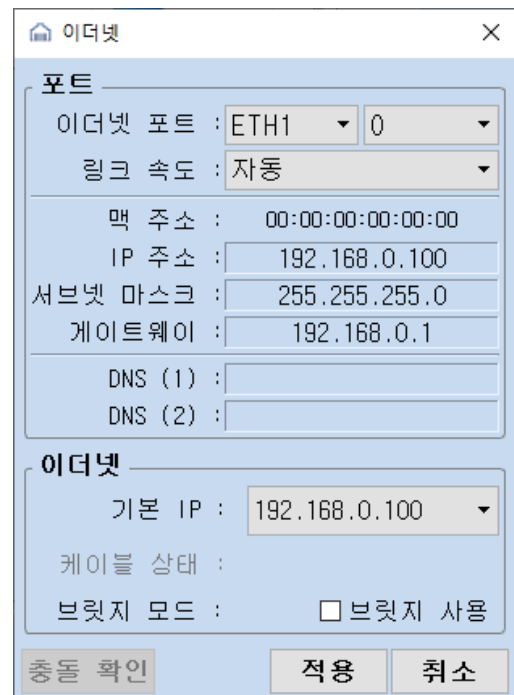 이더넷
포트
이더넷 포트 : ETH1 0
링크 속도 : 자동
맥 주소 : 00:00:00:00:00:00
IP 주소 : 192.168.0.100
서브넷 마스크 : 255.255.255.0
게이트웨이 : 192.168.0.1
DNS (1) :
DNS (2) :
이더넷
기본 IP : 192.168.0.100
케이블 상태 :
브릿지 모드 : 브릿지 사용
충돌 확인 적용 취소